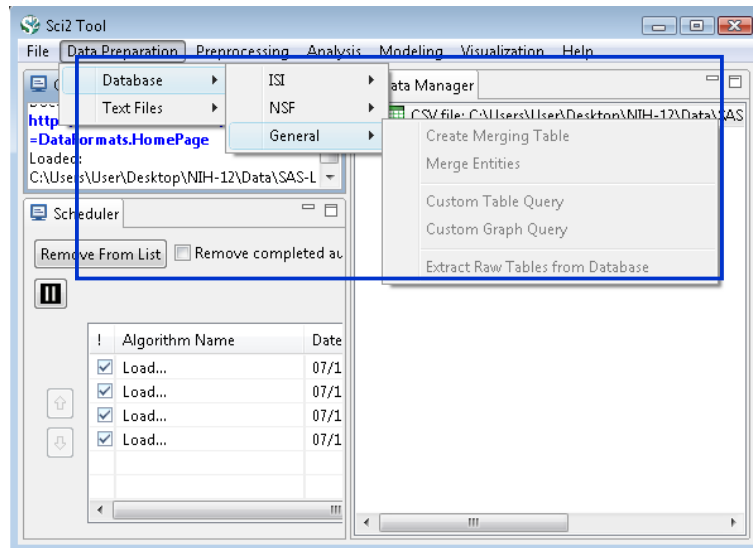 Sci2 Tool
File Data Preparation Preprocessing Analysis Modeling Visualization Help
Database
Text Files
ISI
NSF
General
Create Merging Table
Merge Entities
Custom Table Query
Custom Graph Query
Extract Raw Tables from Database
ata Manager
CSV file: C:\Users\User\Desktop\NIH-12\Data\SAS
http
=DataFormats.HomePage
Loaded:
C:\Users\User\Desktop\NIH-12\Data\SAS-L
Scheduler
Remove From List Remove completed au
! Algorithm Name Date
Load... 07/1
Load... 07/1
Load... 07/1
Load... 07/1